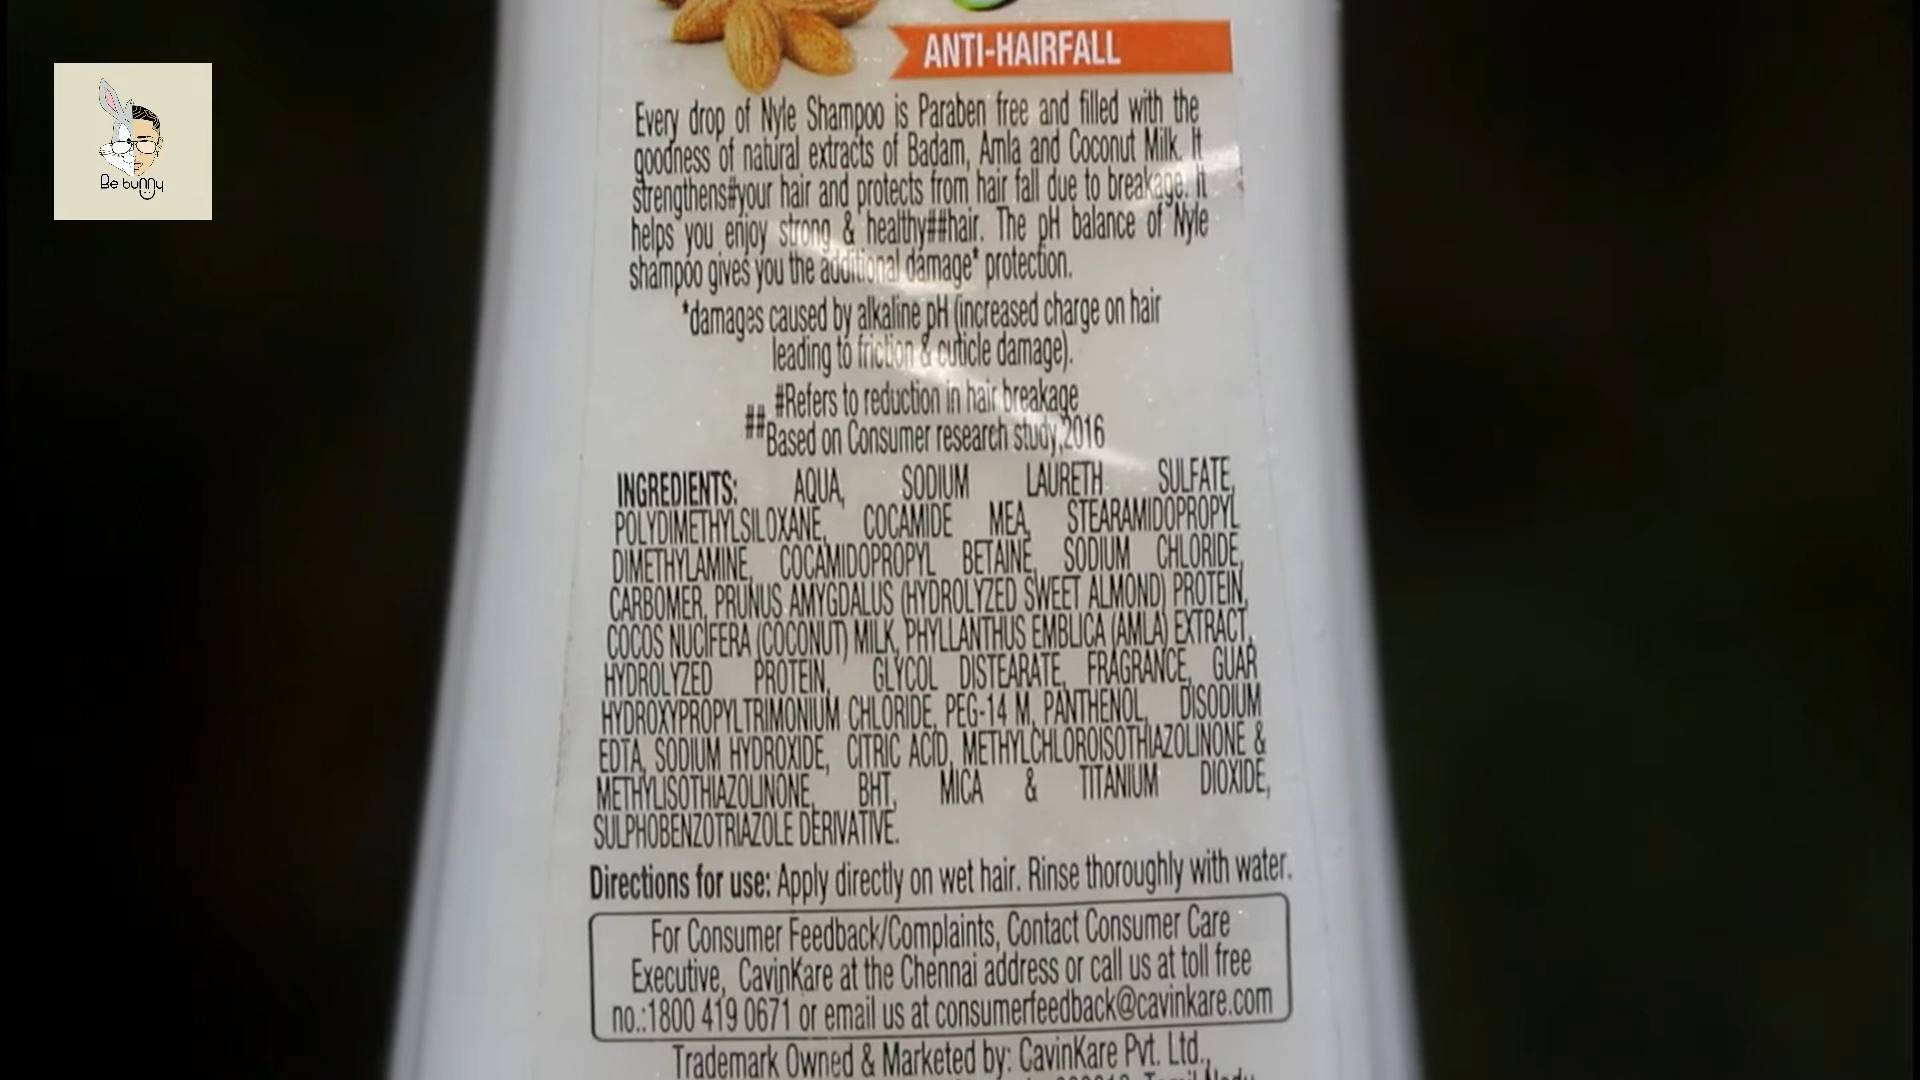 Be bunny
ANTI-HAIRFALL
Every drop of Nyle Shampoo is Paraben free and filled with the
goodness of natural extracts of Badam, Amla and Coconut Milk. It
strengthens#your hair and protects from hair fall due to breakage. It
helps you enjoy strong & healthy##hair. The pH balance of Nyle
shampoo gives you the additional damage* protection.
*damages caused by alkaline pH (increased charge on hair
leading to friction & cuticle damage).
#Refers to reduction in hair breakage
##Based on Consumer research study,2016
INGREDIENTS: AQUA, SODIUM LAURETH SULFATE,
POLYDIMETHYLSILOXANE, COCAMIDE MEA, STEARAMIDOPROPYL
DIMETHYLAMINE, COCAMIDOPROPYL BETAINE, SODIUM CHLORIDE,
CARBOMER, PRUNUS AMYGDALUS (HYDROLYZED SWEET ALMOND) PROTEIN,
COCOS NUCIFERA (COCONUT) MILK, PHYLLANTHUS EMBLICA (AMLA) EXTRACT,
HYDROLYZED PROTEIN, GLYCOL DISTEARATE, FRAGRANCE, GUAR
HYDROXYPROPYLTRIMONIUM CHLORIDE, PEG-14 M, PANTHENOL, DISODIUM
EDTA, SODIUM HYDROXIDE, CITRIC ACID, METHYLCHLOROISOTHIAZOLINONE &
METHYLISOTHIAZOLINONE, BHT, MICA & TITANIUM DIOXIDE,
SULPHOBENZOTRIAZOLE DERIVATIVE.
Directions for use: Apply directly on wet hair. Rinse thoroughly with water.
For Consumer Feedback/Complaints, Contact Consumer Care
Executive, CavinKare at the Chennai address or call us at toll free
no.:1800 419 0671 or email us at consumerfeedback@cavinkare.com
Trademark Owned & Marketed by: CavinKare Pvt. Ltd.,